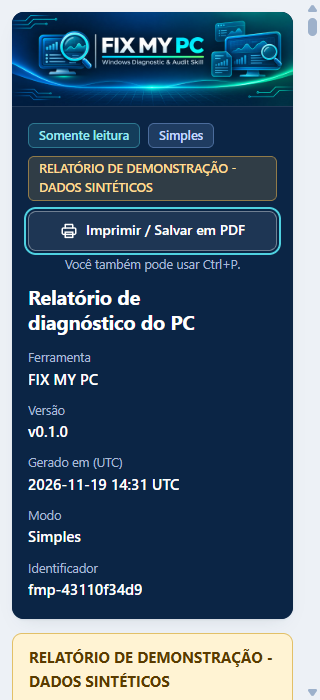 FIX MY PC
Windows Diagnostic & Audit Skill
Somente leitura
Simples
RELATÓRIO DE DEMONSTRAÇÃO -
DADOS SINTÉTICOS
Imprimir / Salvar em PDF
Você também pode usar Ctrl+P.
Relatório de
diagnóstico do PC
Ferramenta
FIX MY PC
Versão
v0.1.0
Gerado em (UTC)
2026-11-19 14:31 UTC
Modo
Simples
Identificador
fmp-43110f34d9
RELATÓRIO DE DEMONSTRAÇÃO -
DADOS SINTÉTICOS